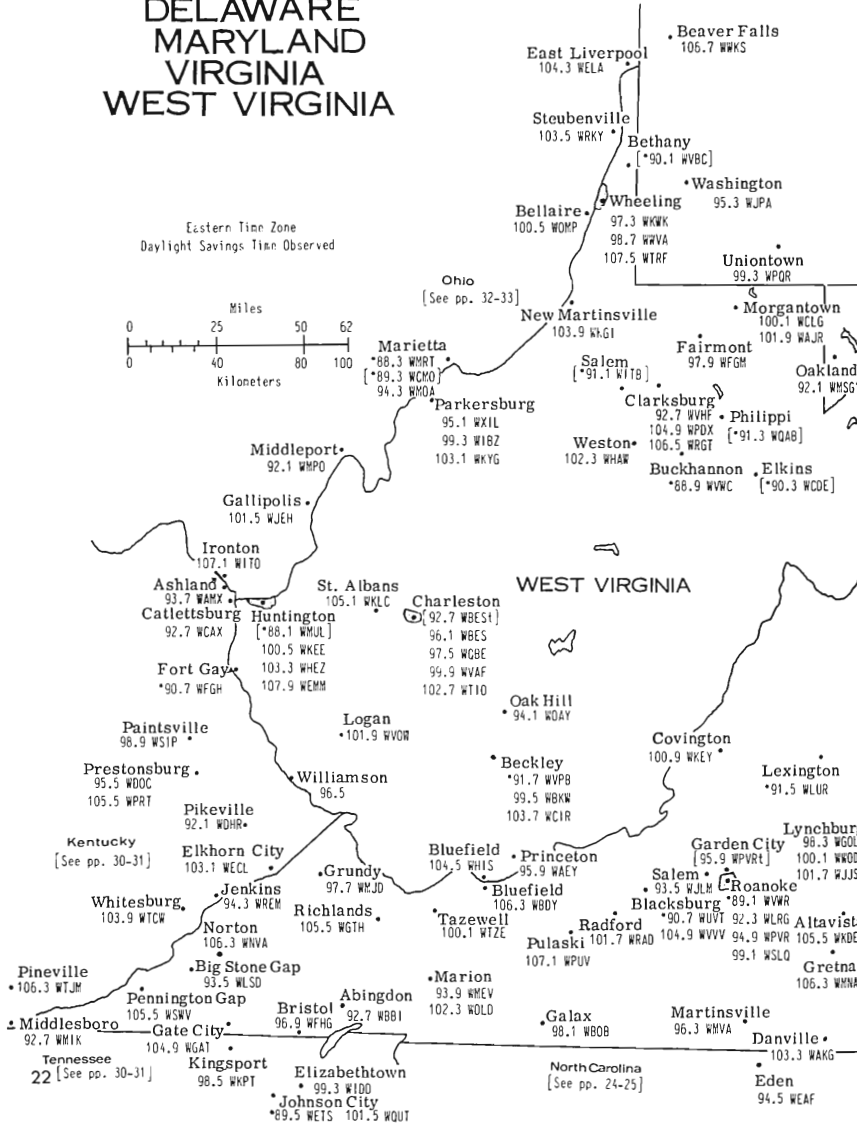 DELAWARE
MARYLAND
VIRGINIA
WEST VIRGINIA
Beaver Falls
106.7 WWKS
East Liverpool
104.3 WELA
Steubenville
103.5 WRKY
Bethany
[*90.1 WVBC]
Washington
95.3 WJPA
Wheeling
97.3 WKWK
98.7 WWVA
107.5 WTRF
Bellaire
100.5 WOMP
Eastern Time Zone
Daylight Savings Time Observed
Uniontown
99.3 WPQR
Ohio
[See pp. 32-33]
Miles
0 25 50 62
0 40 80 100
Kilometers
New Martinsville
103.9 WKGI
Morgantown
100.1 WCLG
101.9 WAJR
Marietta
*88.3 WMRT
[*89.3 WCMO]
94.3 WMOA
Fairmont
97.9 WFGM
Salem
[*91.1 WITB]
Oakland
92.1 WMSG
Parkersburg
95.1 WXIL
99.3 WIBZ
103.1 WKYG
Clarksburg
92.7 WVHF
104.9 WPDX
106.5 WRGT
Philippi
[*91.3 WQAB]
Weston
102.3 WHAW
Middleport
92.1 WMPO
Buckhannon
*88.9 WVWC
Elkins
[*90.3 WCDE]
Gallipolis
101.5 WJEH
Ironton
107.1 WITO
WEST VIRGINIA
Ashland
93.7 WAMX
St. Albans
105.1 WKLC
Catlettsburg
92.7 WCAX
Huntington
[*88.1 WMUL]
100.5 WKEE
103.3 WHEZ
107.9 WEMM
Charleston
[92.7 WBESt]
96.1 WBES
97.5 WQBE
99.9 WVAF
102.7 WTIO
Fort Gay
*90.7 WFGH
Oak Hill
94.1 WOAY
Logan
101.9 WVOW
Paintsville
98.9 WSIP
Covington
100.9 WKEY
Prestonsburg
95.5 WDOC
105.5 WPRT
Williamson
96.5
Beckley
*91.7 WVPB
99.5 WBKW
103.7 WCIR
Lexington
*91.5 WLUR
Pikeville
92.1 WDHR
Lynchburg
98.3 WGOL
100.1 WWOD
101.7 WJJS
Kentucky
[See pp. 30-31]
Elkhorn City
103.1 WECL
Bluefield
104.5 WHIS
Princeton
95.9 WAEY
Garden City
[95.9 WPVRt]
Grundy
97.7 WMJD
Salem
93.5 WJLM
Roanoke
*89.1 WVWR
92.3 WLRG
94.9 WPVR
99.1 WSLQ
Jenkins
94.3 WREM
Bluefield
106.3 WBDY
Whitesburg
103.9 WTCW
Richlands
105.5 WGTH
Blacksburg
*90.7 WUVT
104.9 WVVV
Tazewell
100.1 WTZE
Radford
101.7 WRAD
Altavista
105.5 WKDE
Norton
106.3 WNVA
Pulaski
107.1 WPUV
Gretna
106.3 WMNA
Pineville
106.3 WTJM
Big Stone Gap
93.5 WLSD
Marion
93.9 WMEV
102.3 WOLD
Pennington Gap
105.5 WSWV
Abingdon
92.7 WBBI
Bristol
96.9 WFHG
Middlesboro
92.7 WMIK
Gate City
104.9 WGAT
Galax
98.1 WBOB
Martinsville
96.3 WMVA
Danville
103.3 WAKG
Tennessee
22 [See pp. 30-31]
Kingsport
98.5 WKPT
Elizabethtown
99.3 WIDD
North Carolina
[See pp. 24-25]
Eden
94.5 WEAF
Johnson City
*89.5 WETS 101.5 WQUT